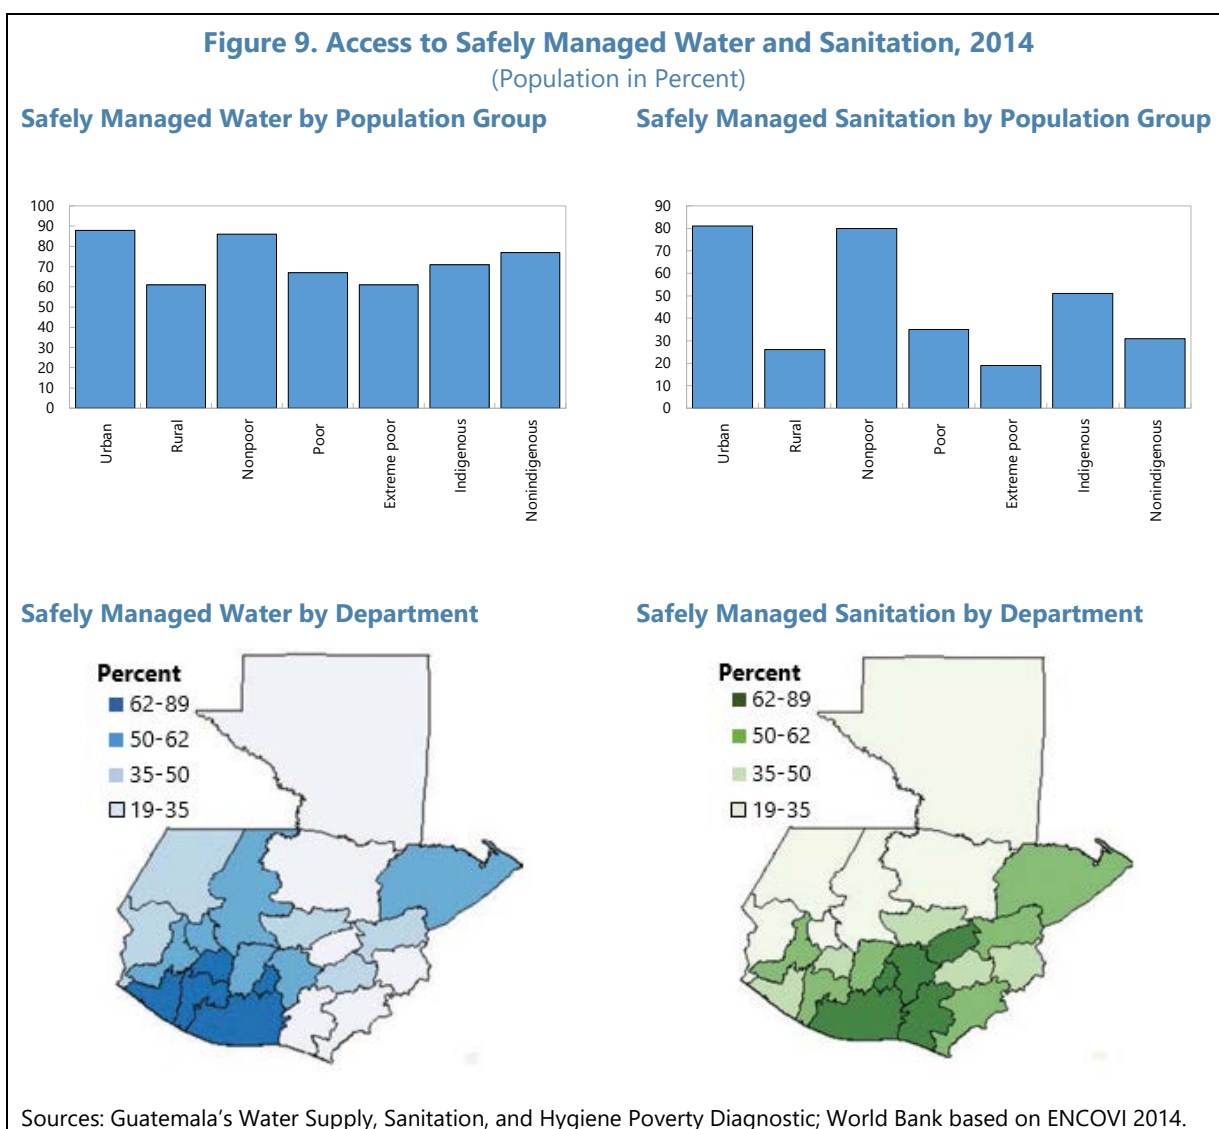 Figure 9. Access to Safely Managed Water and Sanitation, 2014
(Population in Percent)
Safely Managed Water by Population Group
100
90
80
70
60
50
40
30
20
10
0
Urban
Rural
Nonpoor
Poor
Extreme poor
Indigenous
Nonindigenous
Safely Managed Sanitation by Population Group
90
80
70
60
50
40
30
20
10
0
Urban
Rural
Nonpoor
Poor
Extreme poor
Indigenous
Nonindigenous
Safely Managed Water by Department
Percent
62-89
50-62
35-50
19-35
Safely Managed Sanitation by Department
Percent
62-89
50-62
35-50
19-35
Sources: Guatemala’s Water Supply, Sanitation, and Hygiene Poverty Diagnostic; World Bank based on ENCOVI 2014.